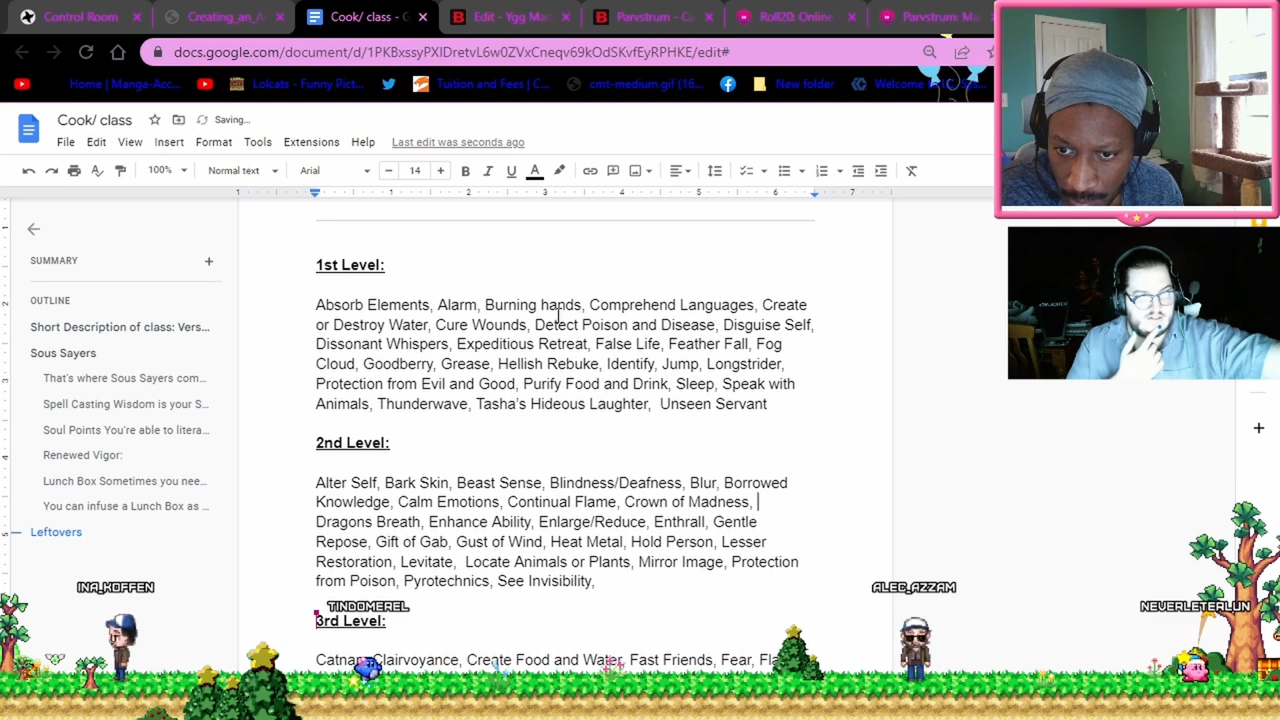 Control Room
Creating_an_A
Cook/ class - G
Edit - Ygg Ma
Parvstrum - Ca
Roll20: Online
Parvstrum: Ma
docs.google.com/document/d/1PKBxssyPXlDretvL6w0ZVxCneqv69kOdSKvfEyRPHKE/edit#
Home | Manga-Acc...
Lolcats - Funny Pict...
Tuition and Fees | C...
cmt-medium.gif (16...
New folder
Cook/ class
Saving...
File Edit View Insert Format Tools Extensions Help Last edit was seconds ago
100% Normal text Arial 14
SUMMARY
OUTLINE
Short Description of class: Vers...
Sous Sayers
That's where Sous Sayers com...
Spell Casting Wisdom is your S...
Soul Points You're able to litera...
Renewed Vigor:
Lunch Box Sometimes you nee...
You can infuse a Lunch Box as ...
Leftovers
1st Level:
Absorb Elements, Alarm, Burning hands, Comprehend Languages, Create
or Destroy Water, Cure Wounds, Detect Poison and Disease, Disguise Self,
Dissonant Whispers, Expeditious Retreat, False Life, Feather Fall, Fog
Cloud, Goodberry, Grease, Hellish Rebuke, Identify, Jump, Longstrider,
Protection from Evil and Good, Purify Food and Drink, Sleep, Speak with
Animals, Thunderwave, Tasha's Hideous Laughter, Unseen Servant
2nd Level:
Alter Self, Bark Skin, Beast Sense, Blindness/Deafness, Blur, Borrowed
Knowledge, Calm Emotions, Continual Flame, Crown of Madness,
Dragons Breath, Enhance Ability, Enlarge/Reduce, Enthrall, Gentle
Repose, Gift of Gab, Gust of Wind, Heat Metal, Hold Person, Lesser
Restoration, Levitate, Locate Animals or Plants, Mirror Image, Protection
from Poison, Pyrotechnics, See Invisibility,
3rd Level:
Catnap, Clairvoyance, Create Food and Water, Fast Friends, Fear, Fla
INA_KOFFEN
TINDOMEREL
ALEC_AZZAM
NEVERLETERLUN